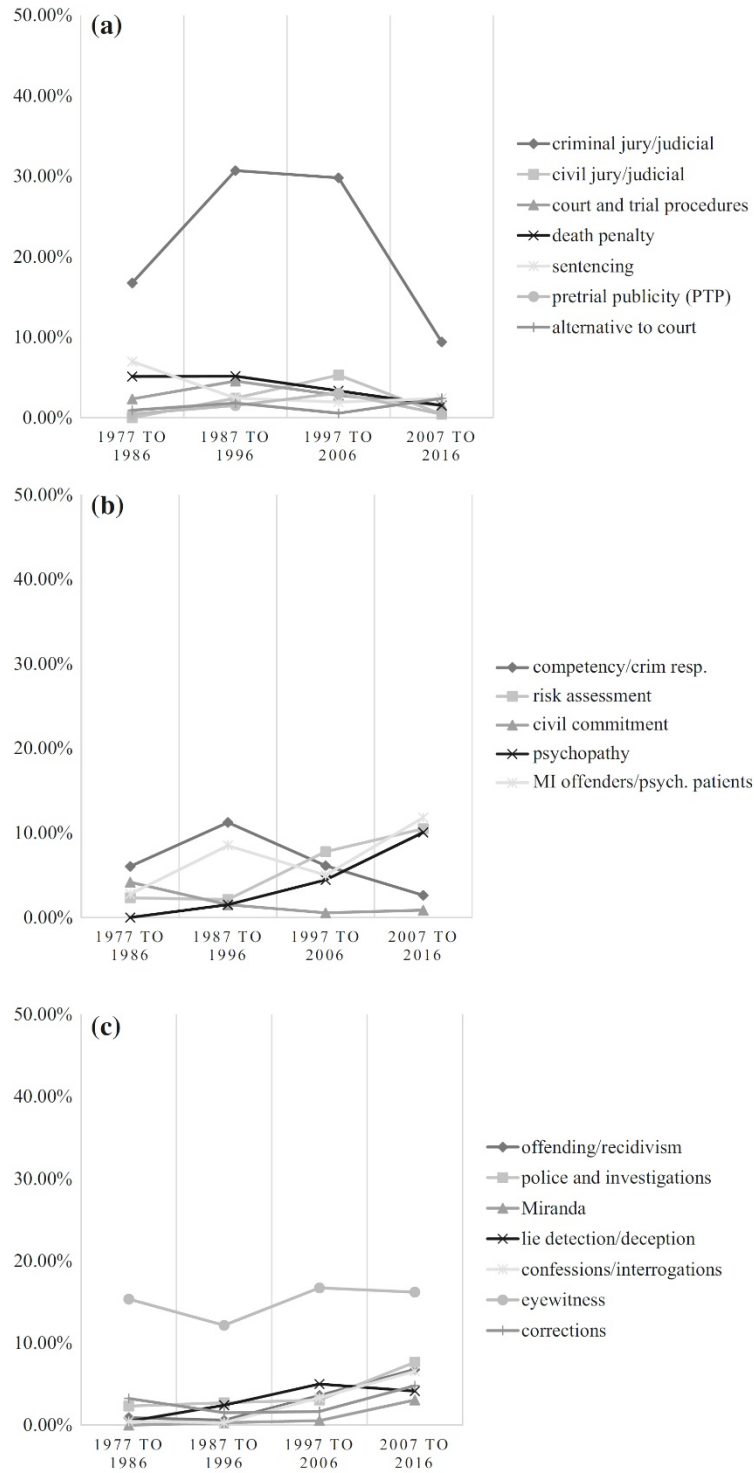 (a)
50.00%
40.00%
30.00%
20.00%
10.00%
0.00%
1977 TO 1987 TO 1997 TO 2007 TO
1986 1996 2006 2016
criminal jury/judicial
civil jury/judicial
court and trial procedures
death penalty
sentencing
pretrial publicity (PTP)
alternative to court
(b)
50.00%
40.00%
30.00%
20.00%
10.00%
0.00%
1977 TO 1987 TO 1997 TO 2007 TO
1986 1996 2006 2016
competency/crim resp.
risk assessment
civil commitment
psychopathy
MI offenders/psych. patients
(c)
50.00%
40.00%
30.00%
20.00%
10.00%
0.00%
1977 TO 1987 TO 1997 TO 2007 TO
1986 1996 2006 2016
offending/recidivism
police and investigations
Miranda
lie detection/deception
confessions/interrogations
eyewitness
corrections